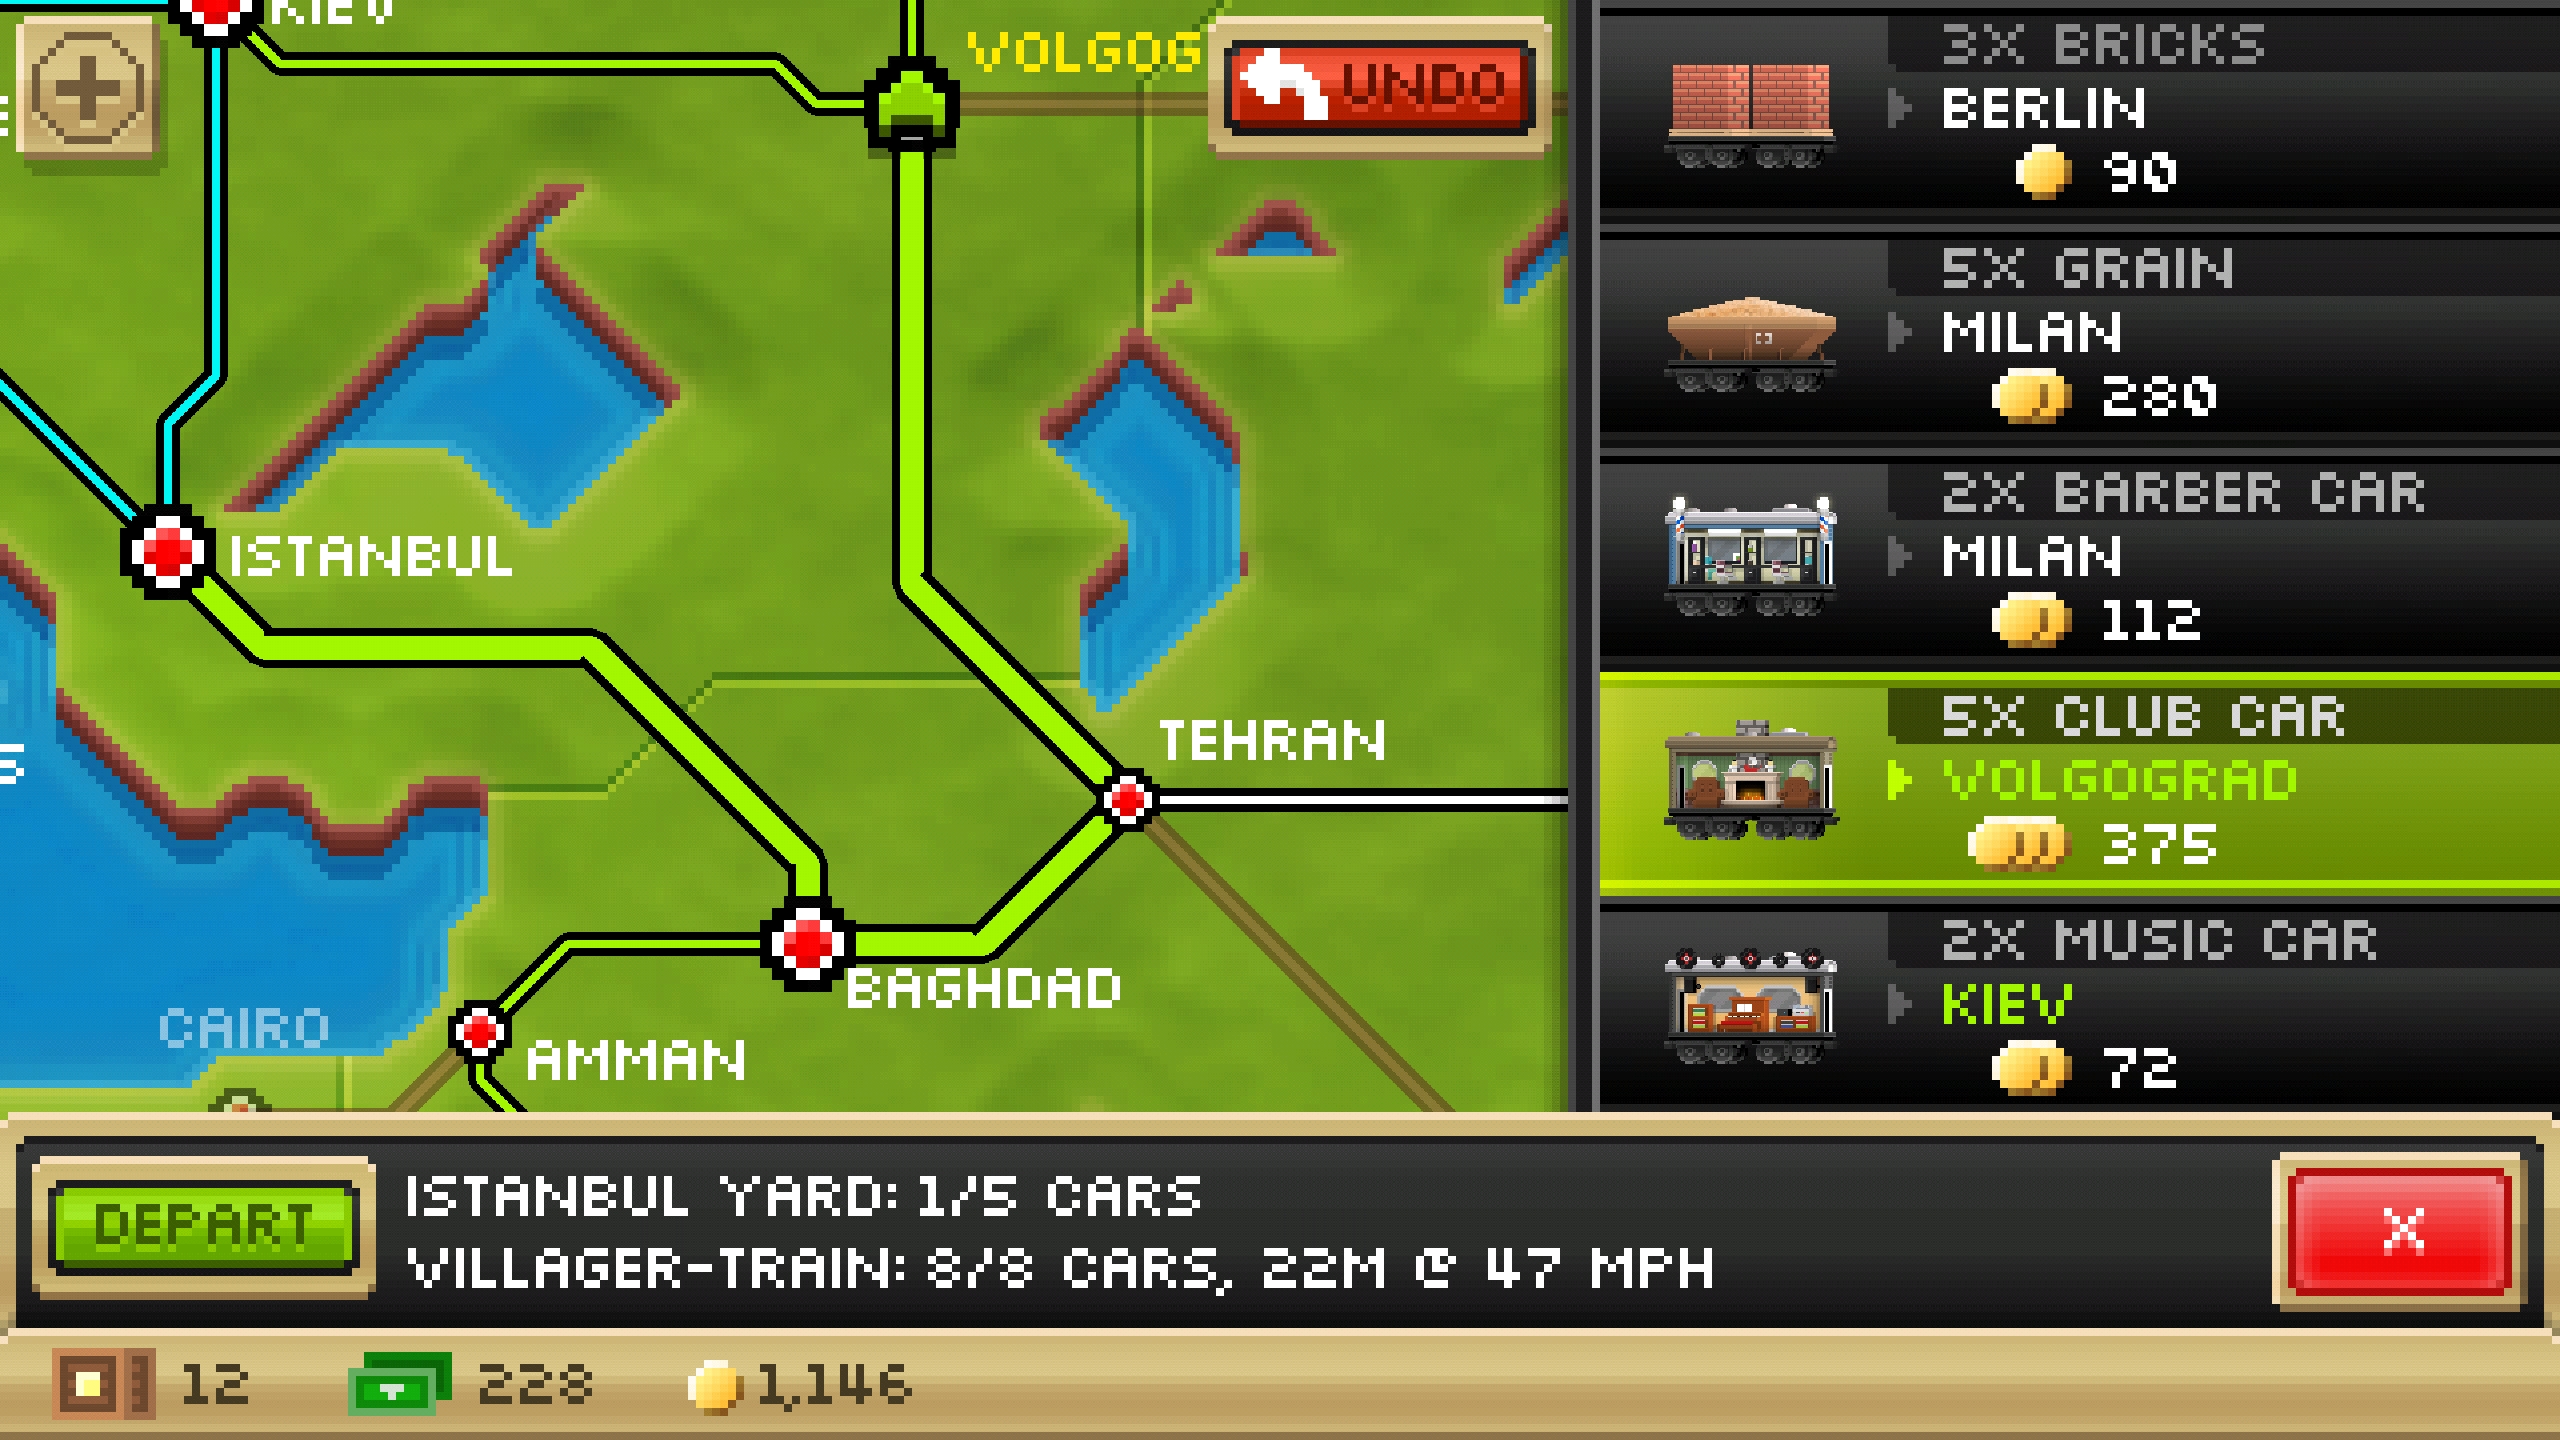 KIEV
VOLGOG
UNDO
ISTANBUL
TEHRAN
BAGHDAD
CAIRO
AMMAN
S
3X BRICKS
BERLIN
90
5X GRAIN
MILAN
280
2X BARBER CAR
MILAN
112
5X CLUB CAR
VOLGOGRAD
375
2X MUSIC CAR
KIEV
72
DEPART
ISTANBUL YARD: 1/5 CARS
VILLAGER-TRAIN: 8/8 CARS, 22M @ 47 MPH
X
12
228
1,146